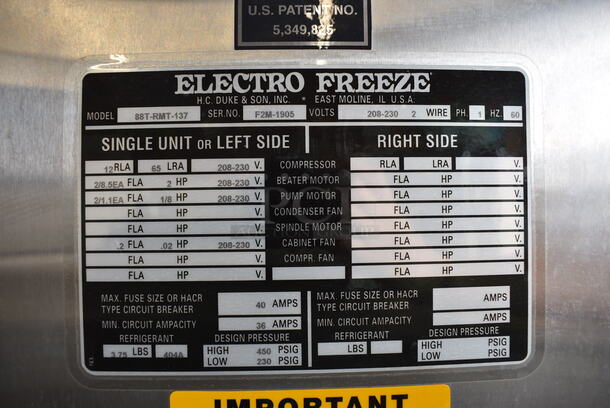 U.S. PATENT NO.
5,349,825
ELECTRO FREEZE
H.C. DUKE & SON, INC. * EAST MOLINE, IL U.S.A.
MODEL 88T-RMT-137 SER.NO. F2M-1905 VOLTS 208-230 2 WIRE PH. 1 HZ. 60
SINGLE UNIT OR LEFT SIDE RIGHT SIDE
12 RLA 65 LRA 208-230 V. COMPRESSOR RLA LRA V.
2/8.5EA FLA 2 HP 208-230 V. BEATER MOTOR FLA HP V.
2/1.1EA FLA 1/8 HP 208-230 V. PUMP MOTOR FLA HP V.
FLA HP V. CONDENSER FAN FLA HP V.
FLA HP V. SPINDLE MOTOR FLA HP V.
.2 FLA .02 HP 208-230 V. CABINET FAN FLA HP V.
FLA HP V. COMPR. FAN FLA HP V.
FLA HP V. FLA HP V.
MAX. FUSE SIZE OR HACR TYPE CIRCUIT BREAKER 40 AMPS MAX. FUSE SIZE OR HACR TYPE CIRCUIT BREAKER AMPS
MIN. CIRCUIT AMPACITY 36 AMPS MIN. CIRCUIT AMPACITY AMPS
REFRIGERANT DESIGN PRESSURE REFRIGERANT DESIGN PRESSURE
3.75 LBS 404A HIGH 450 PSIG LBS HIGH PSIG
LOW 230 PSIG LOW PSIG
IMPORTANT